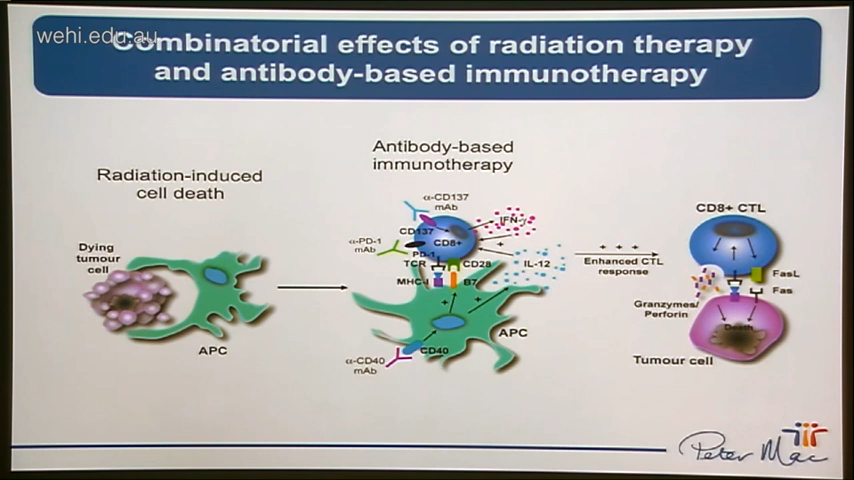 wehi.edu.au
Combinatorial effects of radiation therapy
and antibody-based immunotherapy
Radiation-induced
cell death
Dying
tumour
cell
APC
Antibody-based
immunotherapy
α-CD137
mAb
CD137
IFN-γ
CD8+
α-PD-1
mAb
PD-1
TCR
CD28
IL-12
MHC-I
B7
+
+
+
APC
CD40
α-CD40
mAb
+ + +
Enhanced CTL
response
CD8+ CTL
FasL
Fas
Granzymes/
Perforin
Death
Tumour cell
Peter Mac